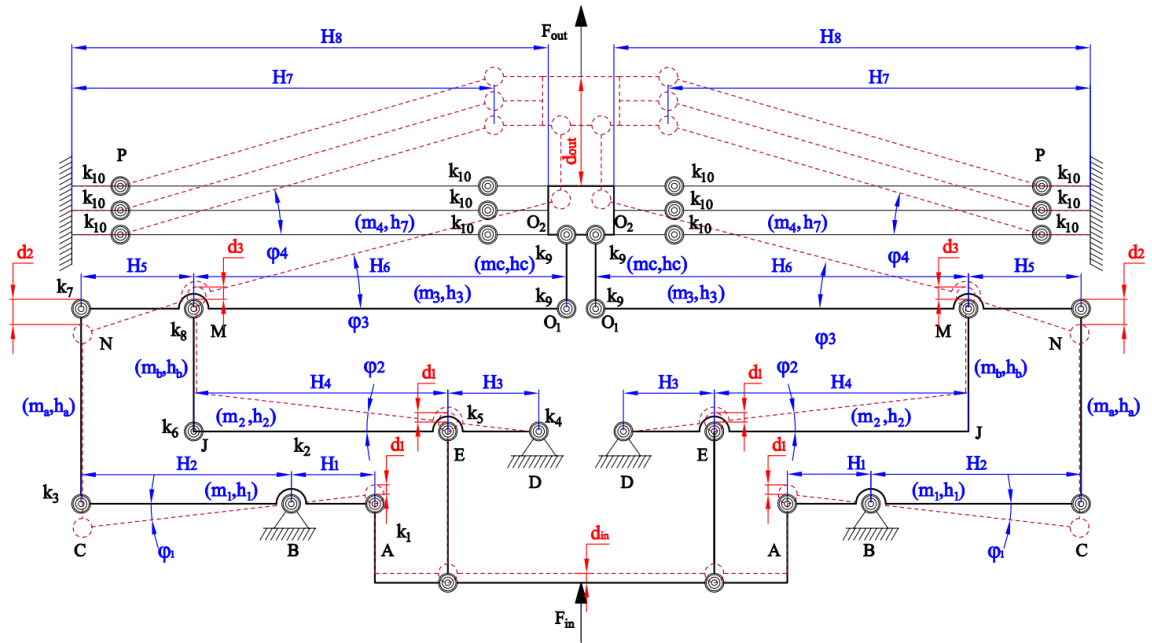 Fout
H8 H8
H7 H7
P P
dout
k10 k10 k10 k10
k10 k10 k10 k10
k10 k10 k10 k10
(m4,h7) O2 O2 (m4,h7)
φ4 φ4
d2 d3 d3 d2
H5 H6 k9 (mc,hc) (mc,hc) k9 H6 H5
k7 (m3,h3) k9 k9 (m3,h3)
N k8 M φ3 O1 O1 φ3 M N
(ma,ha) (mb,hb) φ2 d1 d1 φ2 (mb,hb) (ma,ha)
H4 H3 H3 H4
k6 J (m2,h2) k2 k5 k4 (m2,h2) J
E D D E
d1 d1
H2 H1 H1 H2
k3 (m1,h1) (m1,h1)
C φ1 B A k1 A B φ1 C
din
Fin